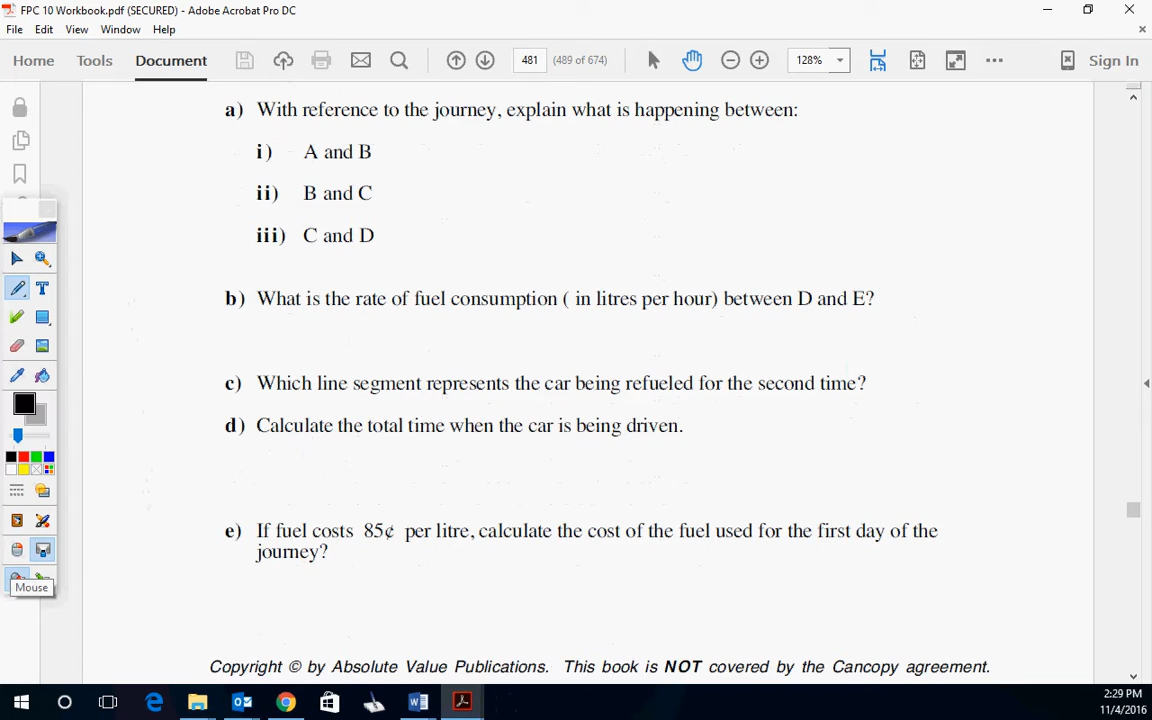 FPC 10 Workbook.pdf (SECURED) - Adobe Acrobat Pro DC
File Edit View Window Help
Home Tools Document 481 (489 of 674) 128% Sign In
a) With reference to the journey, explain what is happening between:
i) A and B
ii) B and C
iii) C and D
b) What is the rate of fuel consumption ( in litres per hour) between D and E?
c) Which line segment represents the car being refueled for the second time?
d) Calculate the total time when the car is being driven.
e) If fuel costs 85¢ per litre, calculate the cost of the fuel used for the first day of the
journey?
Mouse
Copyright © by Absolute Value Publications. This book is NOT covered by the Cancopy agreement.
2:29 PM
11/4/2016